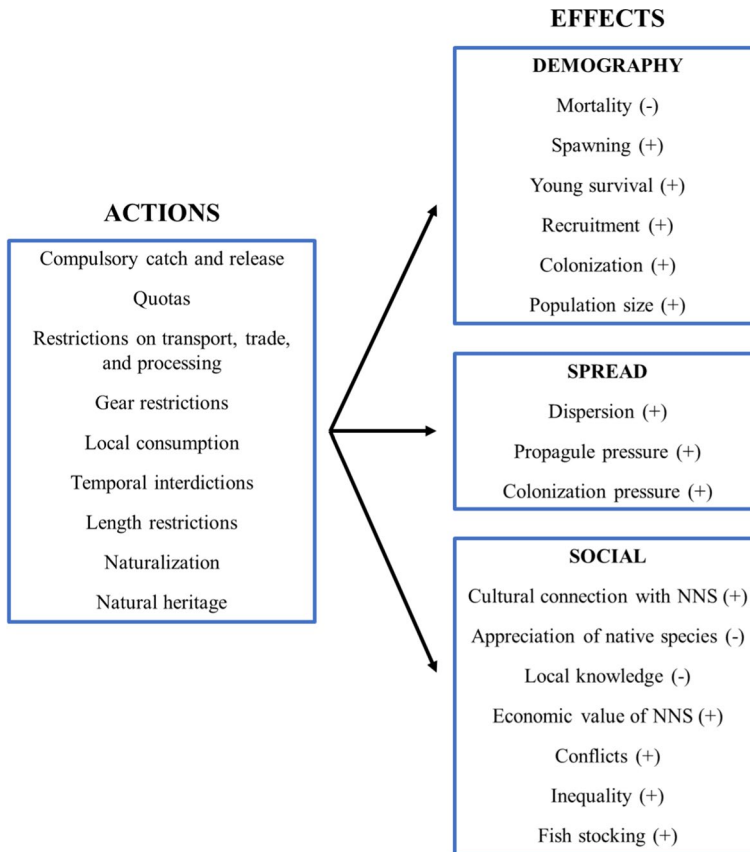 ACTIONS
Compulsory catch and release
Quotas
Restrictions on transport, trade,
and processing
Gear restrictions
Local consumption
Temporal interdictions
Length restrictions
Naturalization
Natural heritage
EFFECTS
DEMOGRAPHY
Mortality (-)
Spawning (+)
Young survival (+)
Recruitment (+)
Colonization (+)
Population size (+)
SPREAD
Dispersion (+)
Propagule pressure (+)
Colonization pressure (+)
SOCIAL
Cultural connection with NNS (+)
Appreciation of native species (-)
Local knowledge (-)
Economic value of NNS (+)
Conflicts (+)
Inequality (+)
Fish stocking (+)